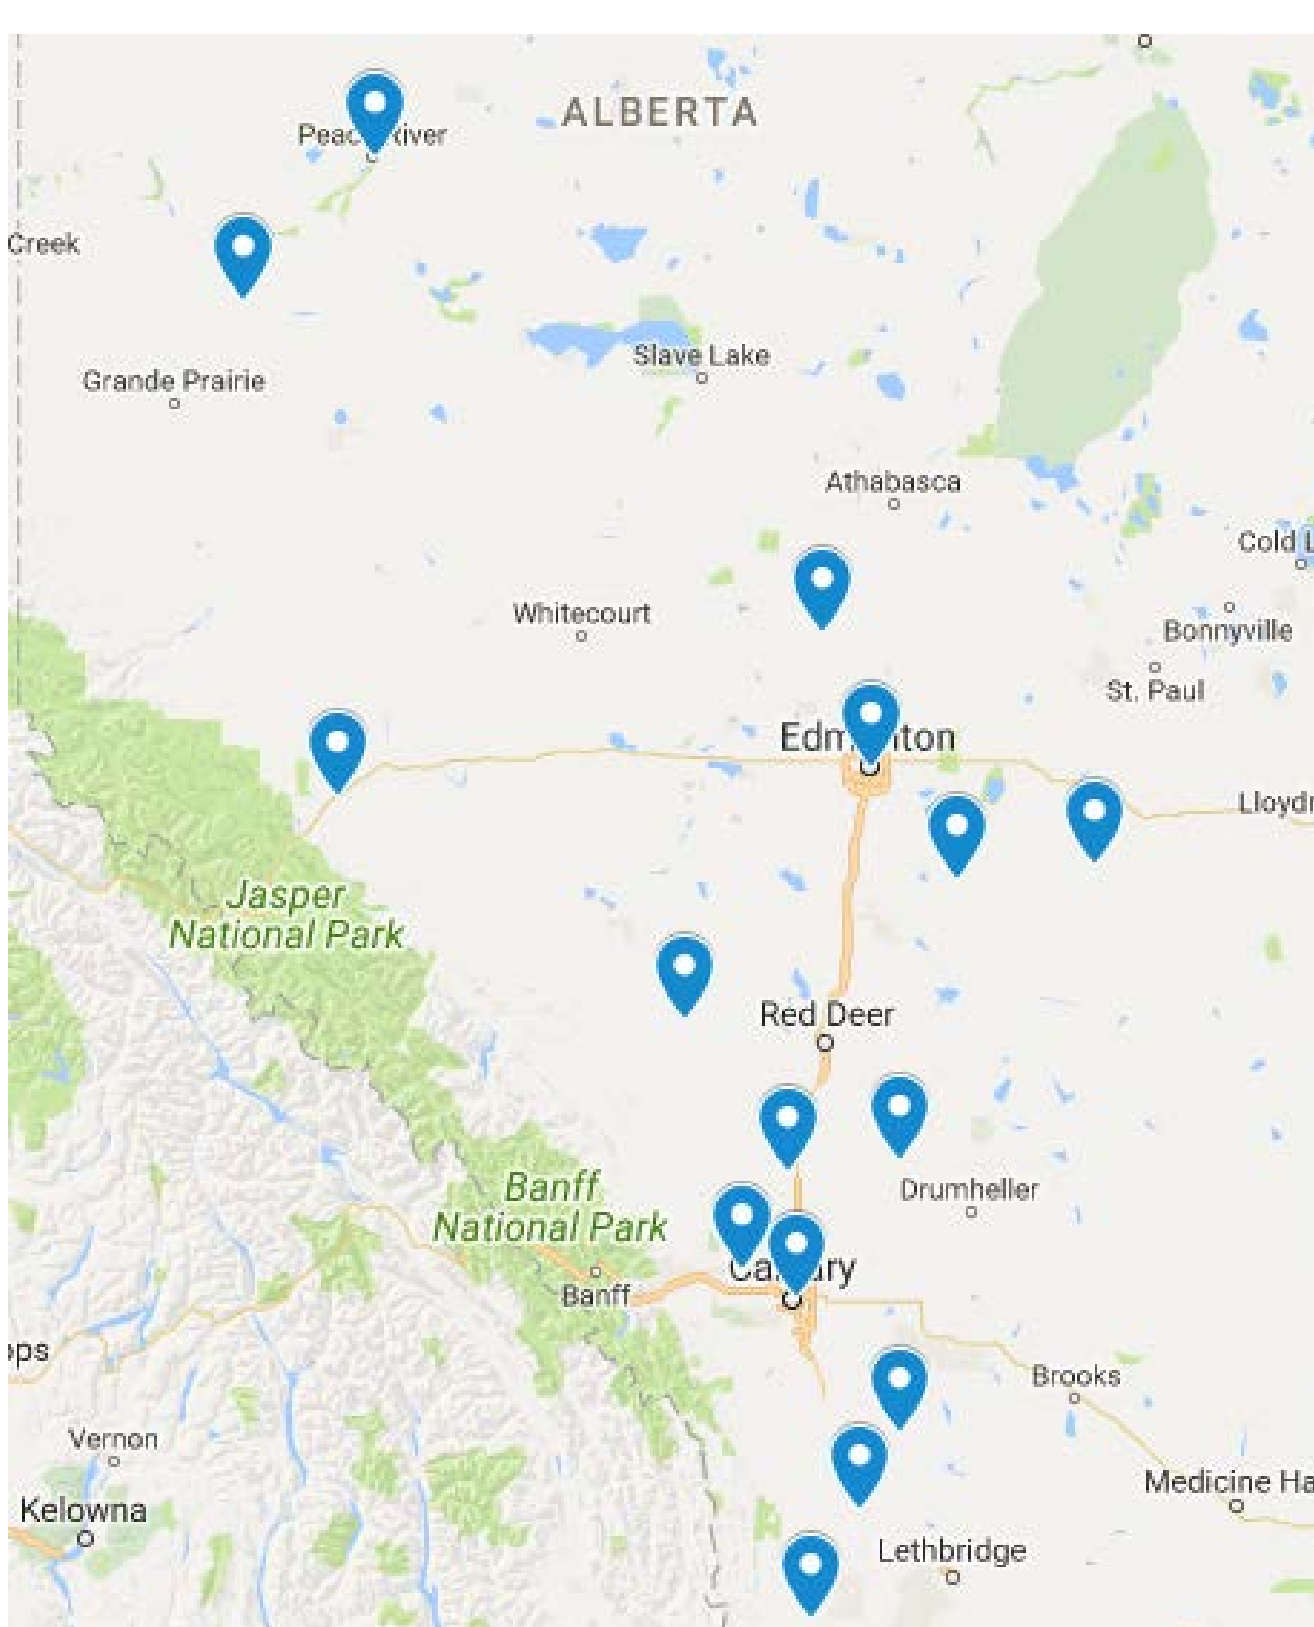 ALBERTA
Creek
Grande Prairie
Slave Lake
Athabasca
Cold L
Whitecourt
Bonnyville
St. Paul
Lloydr
Jasper
National Park
Red Deer
Drumheller
Banff
National Park
Banff
ops
Brooks
Vernon
Medicine Ha
Kelowna
Lethbridge